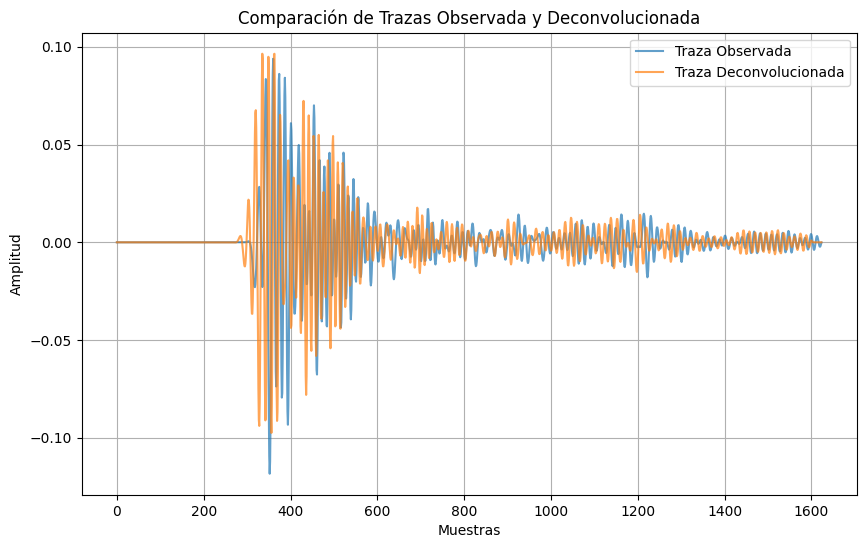 Comparación de Trazas Observada y Deconvolucionada
Traza Observada
Traza Deconvolucionada
Amplitud
0.10
0.05
0.00
−0.05
−0.10
0 200 400 600 800 1000 1200 1400 1600
Muestras